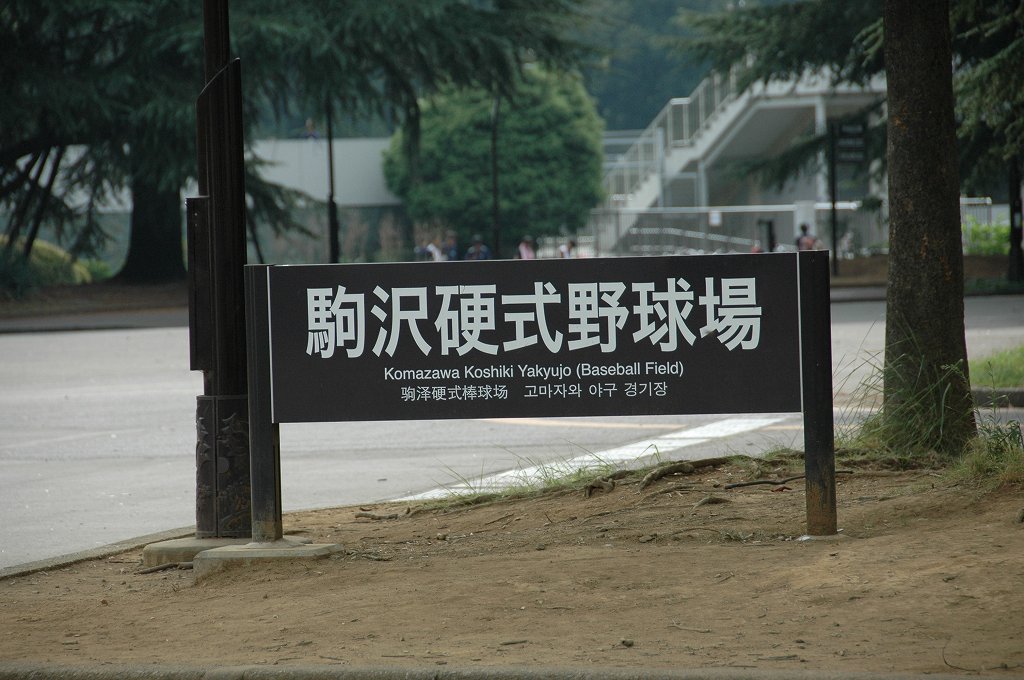 駒沢硬式野球場
Komazawa Koshiki Yakyujo (Baseball Field)
驹泽硬式棒球场 고마자와 야구 경기장